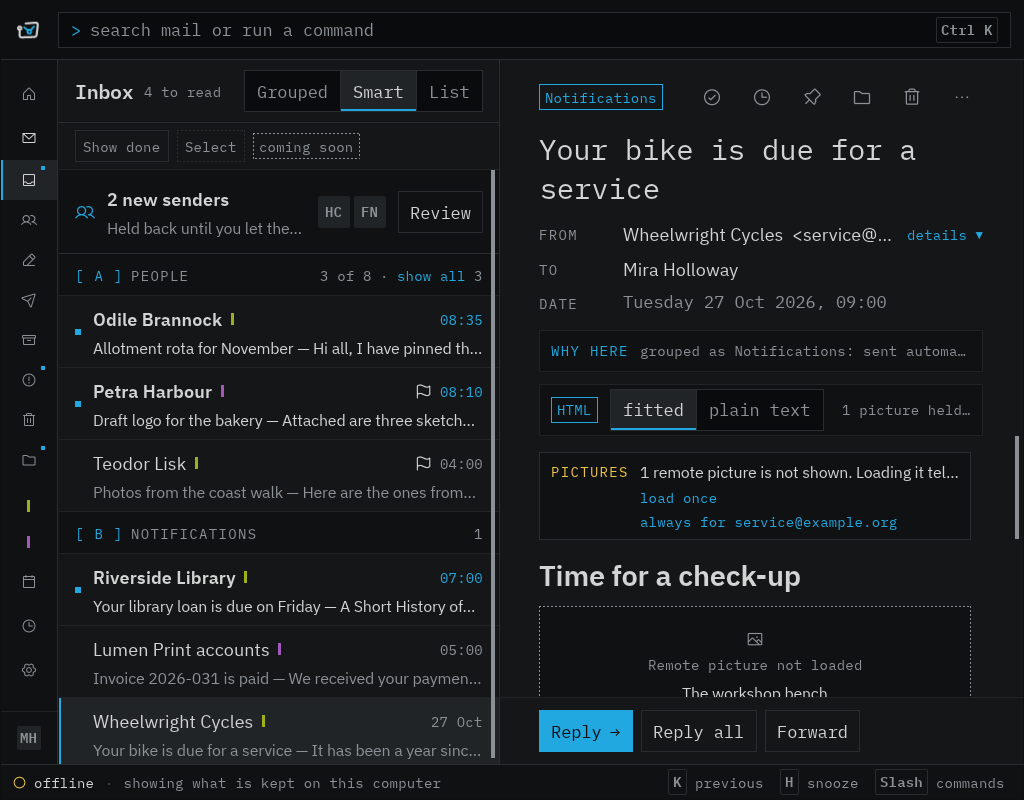 > search mail or run a command Ctrl K
Inbox 4 to read Grouped Smart List
Show done Select coming soon
2 new senders
Held back until you let the... HC FN Review
[ A ] PEOPLE 3 of 8 · show all 3
Odile Brannock 08:35
Allotment rota for November — Hi all, I have pinned th...
Petra Harbour 08:10
Draft logo for the bakery — Attached are three sketch...
Teodor Lisk 04:00
Photos from the coast walk — Here are the ones from...
[ B ] NOTIFICATIONS 1
Riverside Library 07:00
Your library loan is due on Friday — A Short History of...
Lumen Print accounts 05:00
Invoice 2026-031 is paid — We received your paymen...
Wheelwright Cycles 27 Oct
Your bike is due for a service — It has been a year sinc...
MH
Notifications ...
Your bike is due for a
service
FROM Wheelwright Cycles <service@... details ▾
TO Mira Holloway
DATE Tuesday 27 Oct 2026, 09:00
WHY HERE grouped as Notifications: sent automa…
HTML fitted plain text 1 picture held…
PICTURES 1 remote picture is not shown. Loading it tel...
load once
always for service@example.org
Time for a check-up
Remote picture not loaded
The workshop bench
Reply → Reply all Forward
offline · showing what is kept on this computer K previous H snooze Slash commands